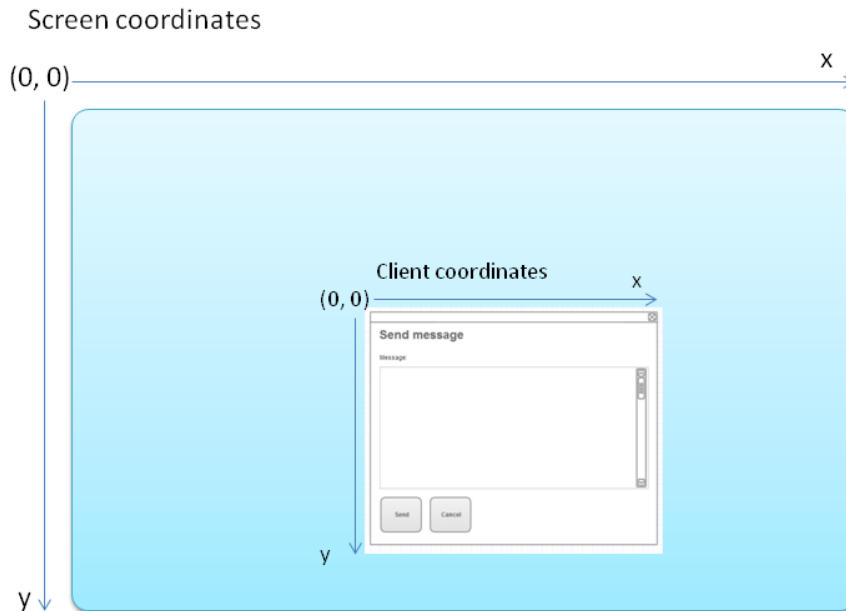 Screen coordinates
x
(0, 0)
Client coordinates
x
(0, 0)
Send message
Message
Send
Cancel
y
y